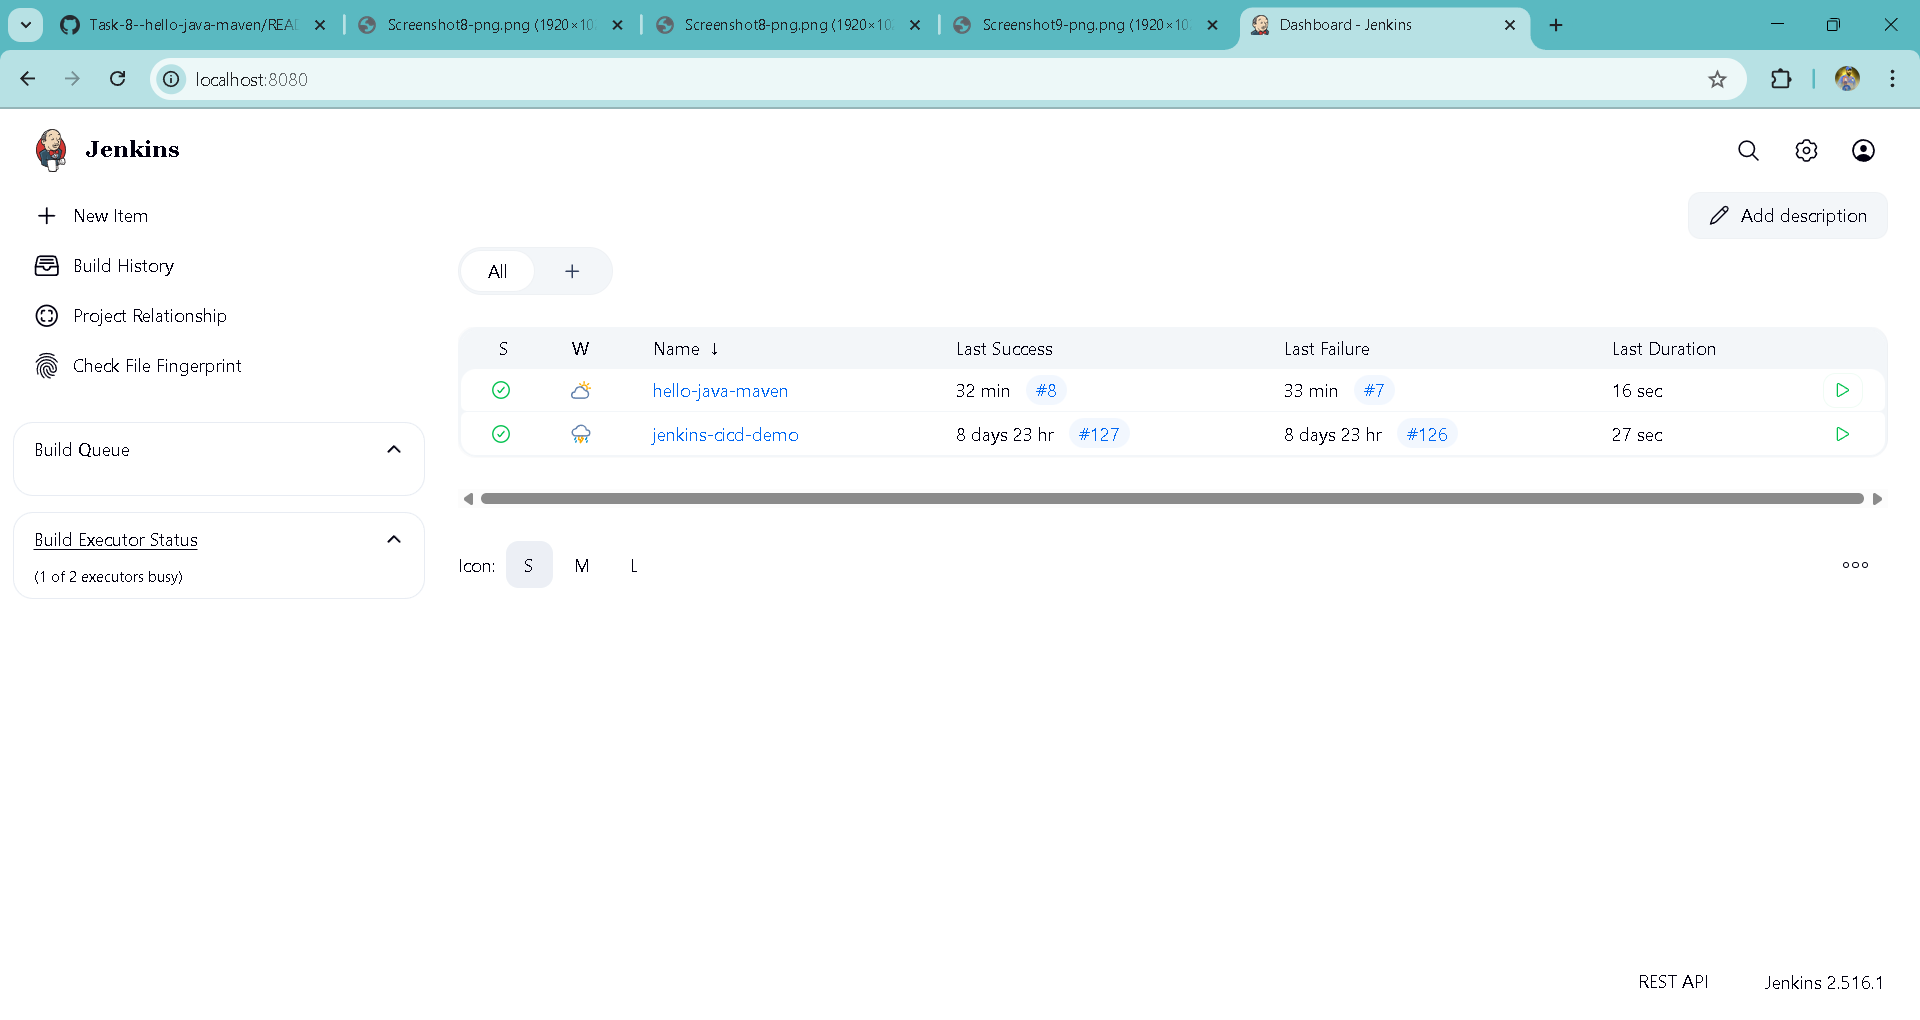 Task-8--hello-java-maven/READ
Screenshot8-png.png (1920×10
Screenshot8-png.png (1920×10
Screenshot9-png.png (1920×10
Dashboard - Jenkins
localhost:8080
Jenkins
New Item
Add description
Build History
All
+
Project Relationship
Check File Fingerprint
S W Name ↓ Last Success Last Failure Last Duration
hello-java-maven 32 min #8 33 min #7 16 sec
jenkins-cicd-demo 8 days 23 hr #127 8 days 23 hr #126 27 sec
Build Queue
Build Executor Status
(1 of 2 executors busy)
Icon: S M L
REST API Jenkins 2.516.1